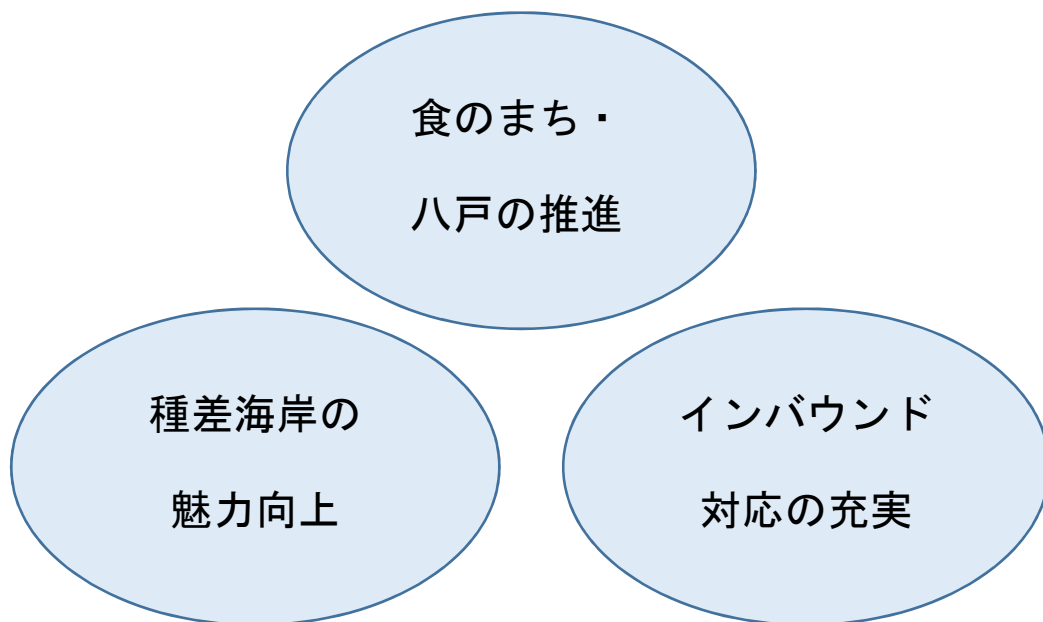 食のまち・
八戸の推進
種差海岸の
魅力向上
インバウンド
対応の充実